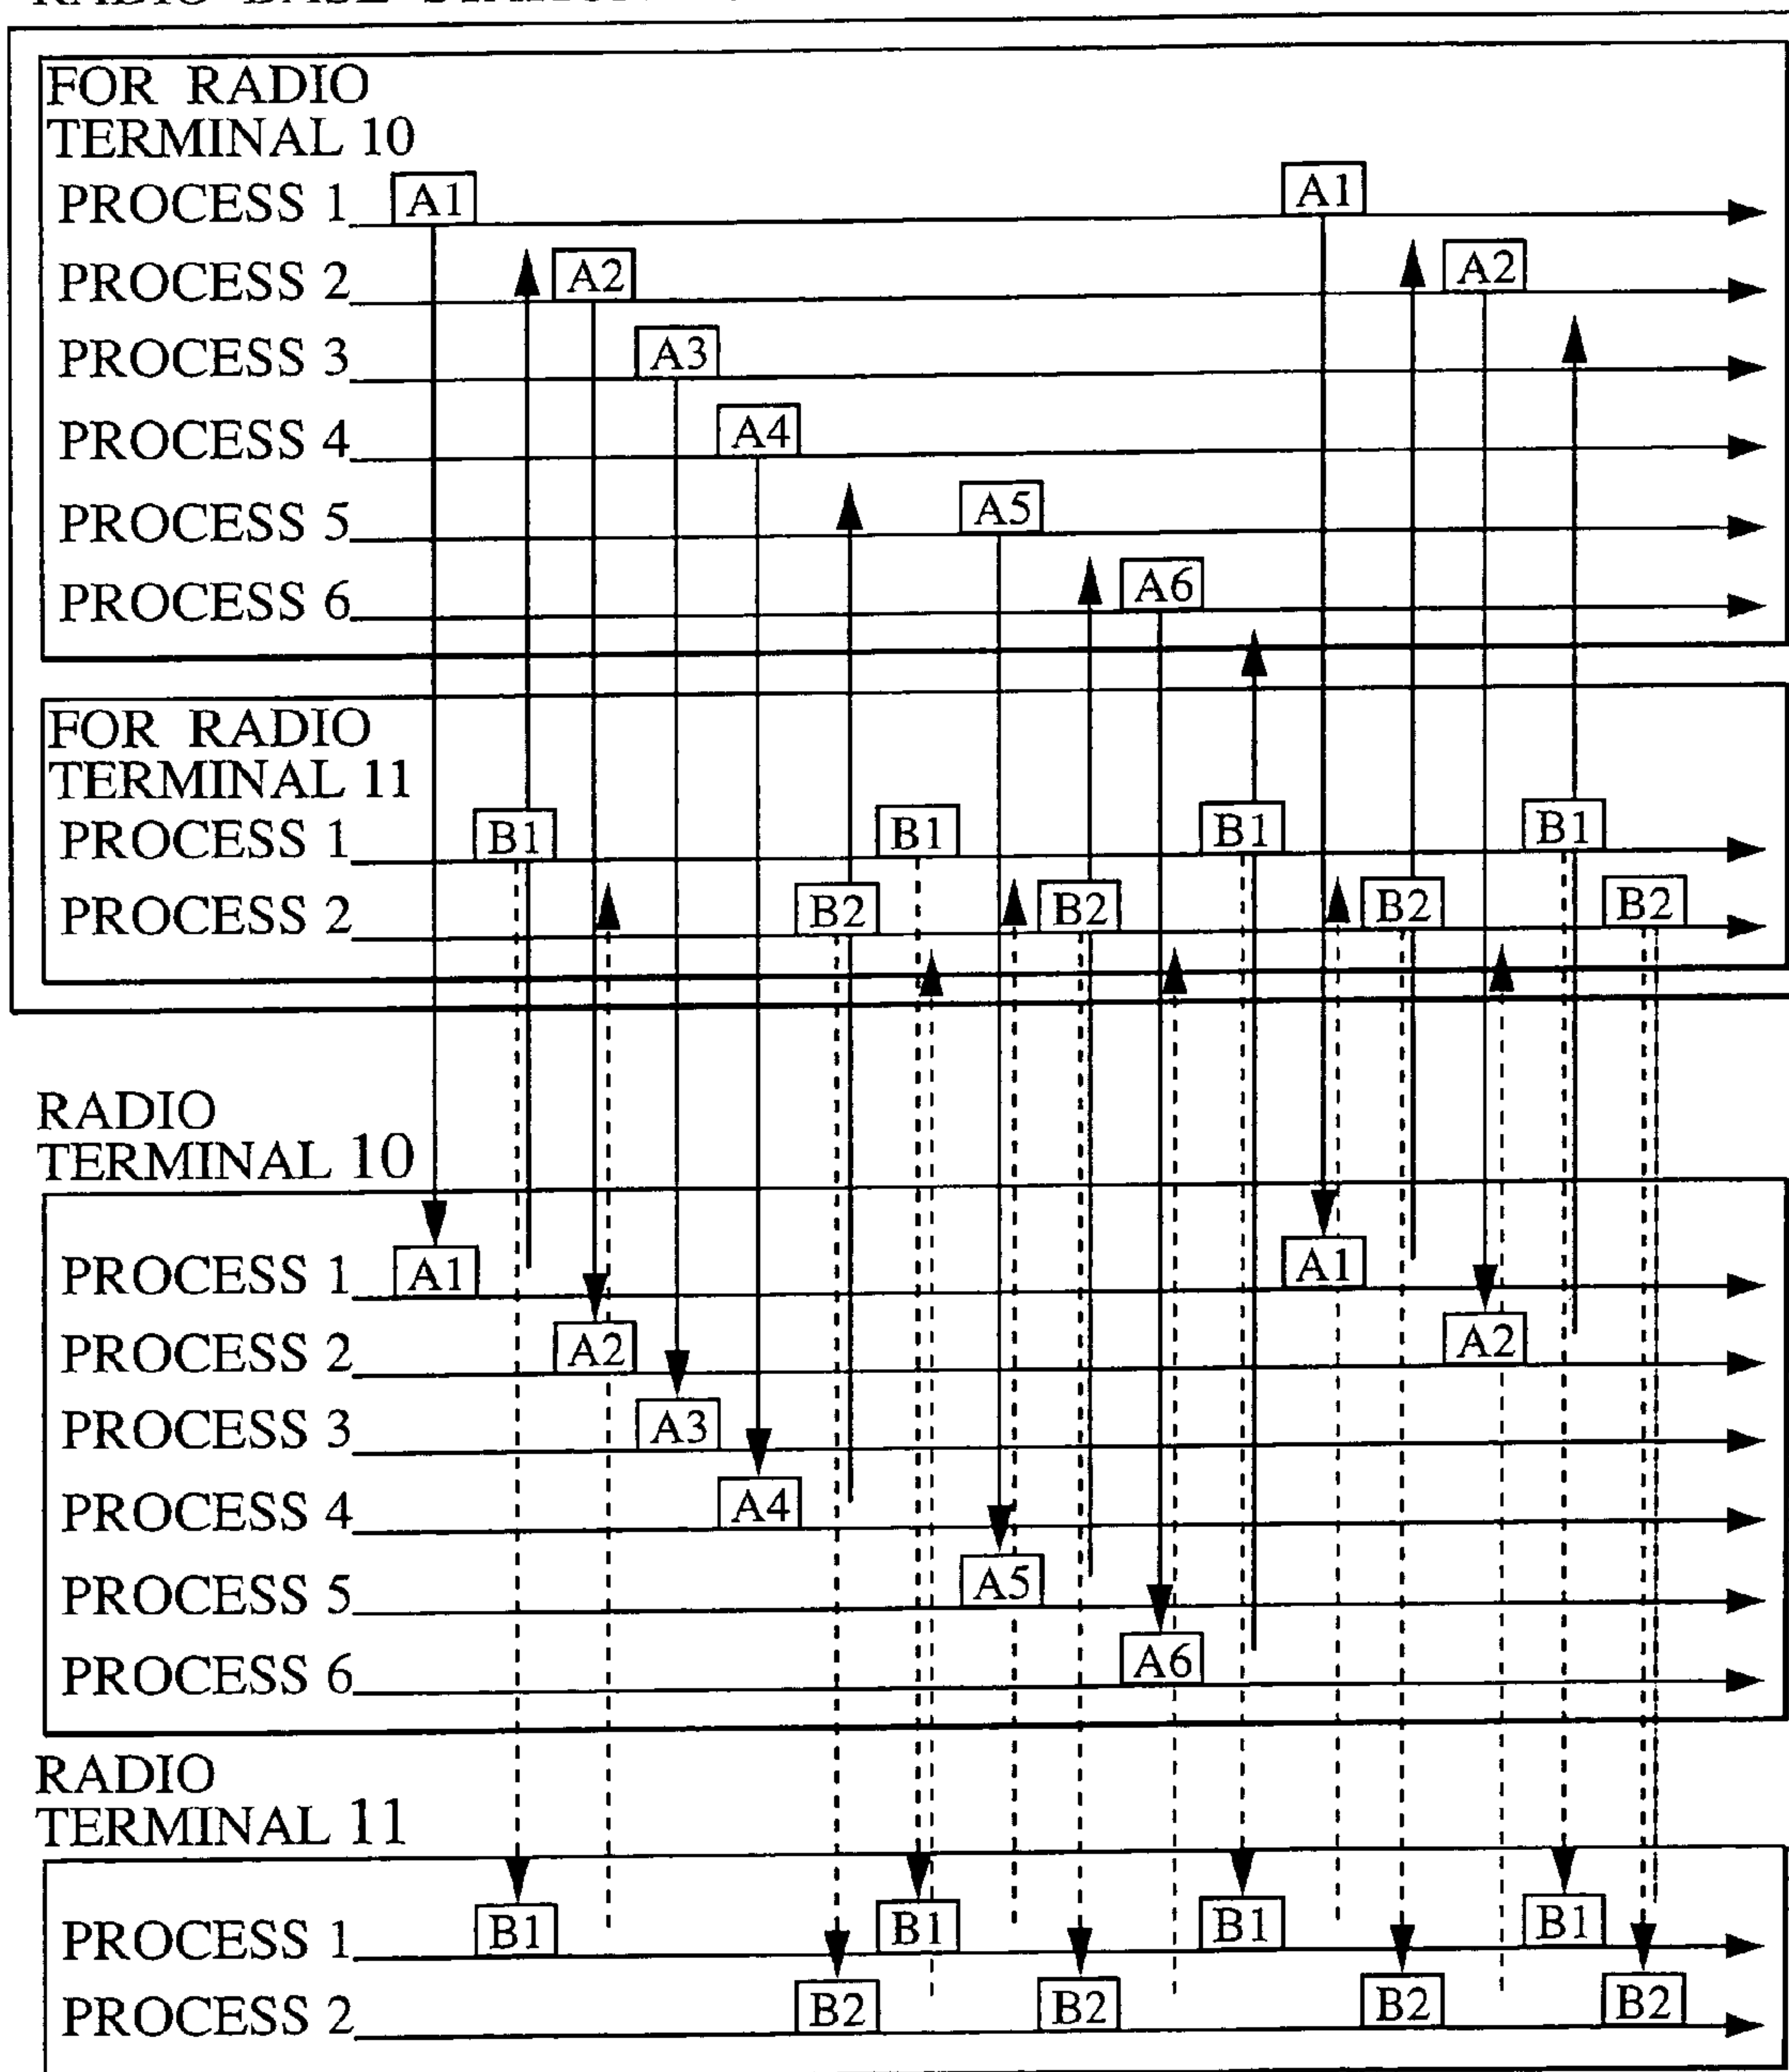 RADIO BASE STATION
FOR RADIO
TERMINAL 10
PROCESS 1 A1 A1
PROCESS 2 A2 A2
PROCESS 3 A3
PROCESS 4 A4
PROCESS 5 A5
PROCESS 6 A6
FOR RADIO
TERMINAL 11
PROCESS 1 B1 B1 B1 B1
PROCESS 2 B2 B2 B2 B2
RADIO
TERMINAL 10
PROCESS 1 A1 A1
PROCESS 2 A2 A2
PROCESS 3 A3
PROCESS 4 A4
PROCESS 5 A5
PROCESS 6 A6
RADIO
TERMINAL 11
PROCESS 1 B1 B1 B1 B1
PROCESS 2 B2 B2 B2 B2